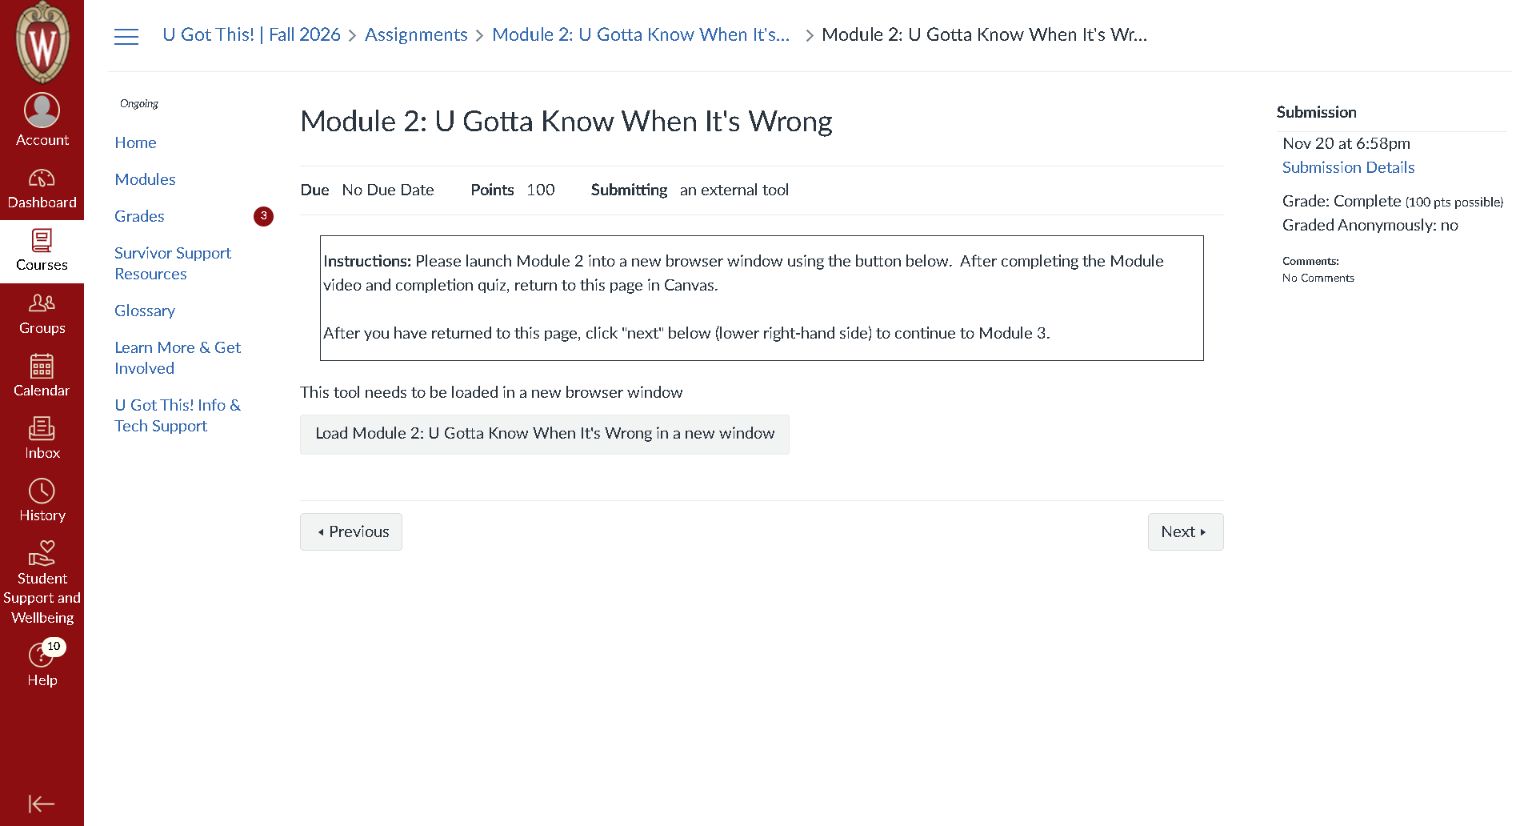 W
Account
Dashboard
Courses
Groups
Calendar
Inbox
History
Student
Support and
Wellbeing
10
Help
U Got This! | Fall 2026 > Assignments > Module 2: U Gotta Know When It's... > Module 2: U Gotta Know When It's Wr...
Ongoing
Home
Modules
Grades 3
Survivor Support
Resources
Glossary
Learn More & Get
Involved
U Got This! Info &
Tech Support
Module 2: U Gotta Know When It's Wrong
Due No Due Date Points 100 Submitting an external tool
Instructions: Please launch Module 2 into a new browser window using the button below. After completing the Module
video and completion quiz, return to this page in Canvas.
After you have returned to this page, click "next" below (lower right-hand side) to continue to Module 3.
This tool needs to be loaded in a new browser window
Load Module 2: U Gotta Know When It's Wrong in a new window
Previous
Next
Submission
Nov 20 at 6:58pm
Submission Details
Grade: Complete (100 pts possible)
Graded Anonymously: no
Comments:
No Comments